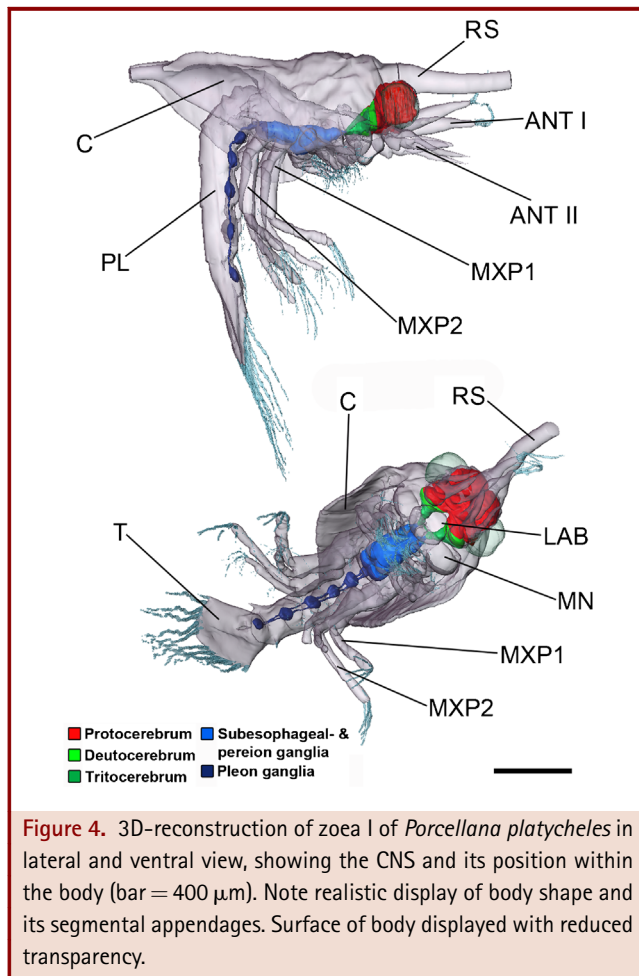 RS
C
ANT I
ANT II
PL
MXP1
MXP2
C
RS
T
LAB
MN
MXP1
MXP2
Protocerebrum
Deutocerebrum
Tritocerebrum
Subesophageal- &
pereion ganglia
Pleon ganglia
Figure 4. 3D-reconstruction of zoea I of Porcellana platycheles in
lateral and ventral view, showing the CNS and its position within
the body (bar = 400 μm). Note realistic display of body shape and
its segmental appendages. Surface of body displayed with reduced
transparency.